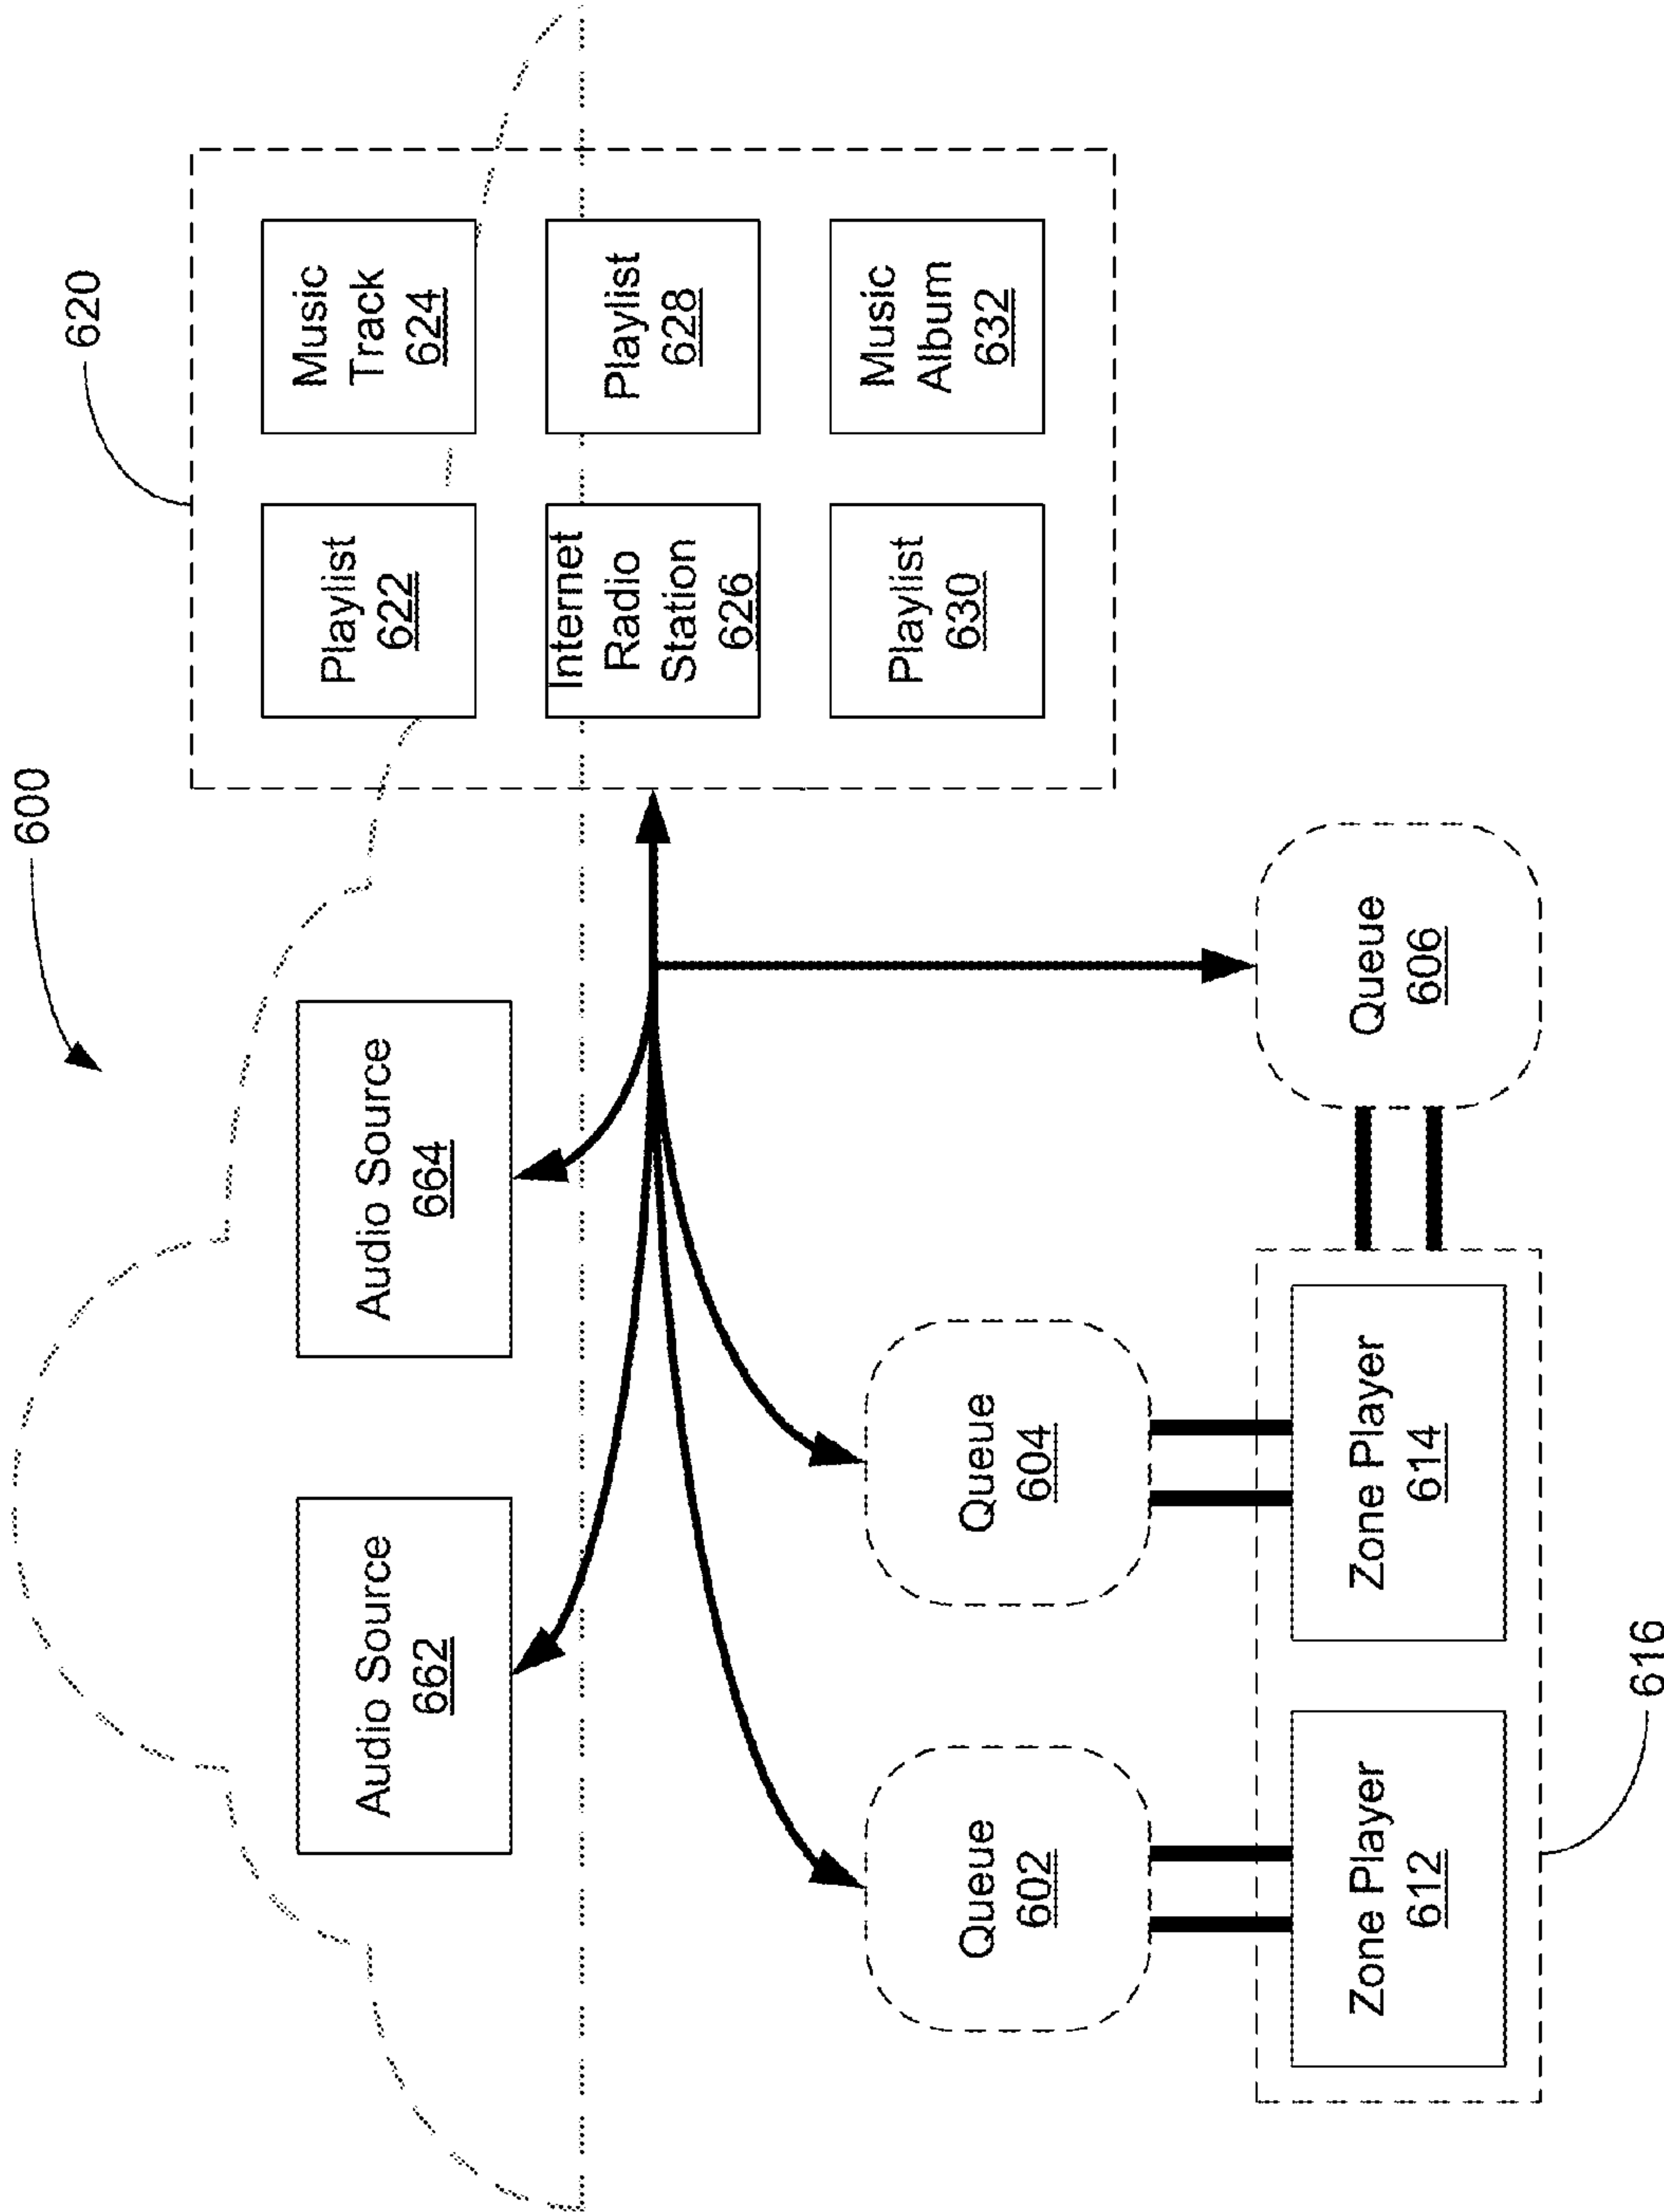 600
620
Audio Source
662
Audio Source
664
Playlist
622
Music
Track
624
Internet
Radio
Station
626
Playlist
628
Playlist
630
Music
Album
632
Queue
602
Queue
604
Queue
606
Zone Player
612
Zone Player
614
616